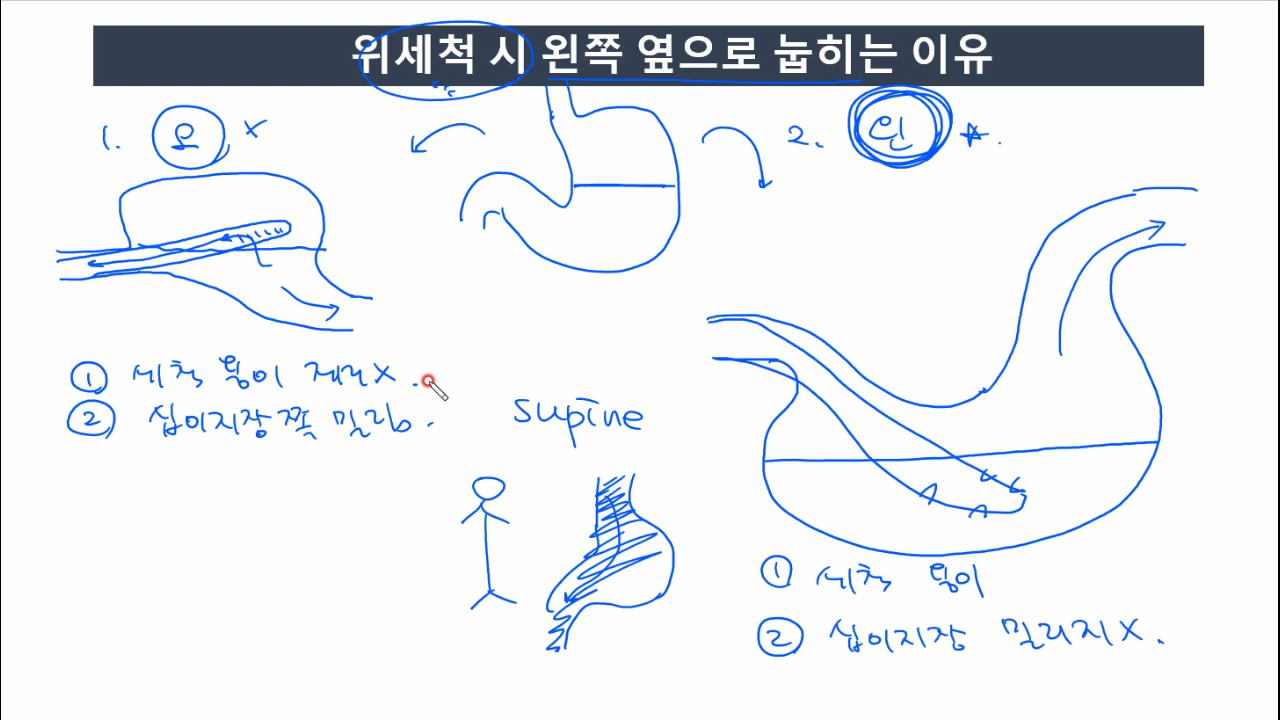 위세척 시 왼쪽 옆으로 눕히는 이유
1. 오 x
2. 왼 ☆.
① 세척 용이 제거X.
② 십이지장쪽 밀림.
supine
① 세척 용이
② 십이지장 밀리지X.